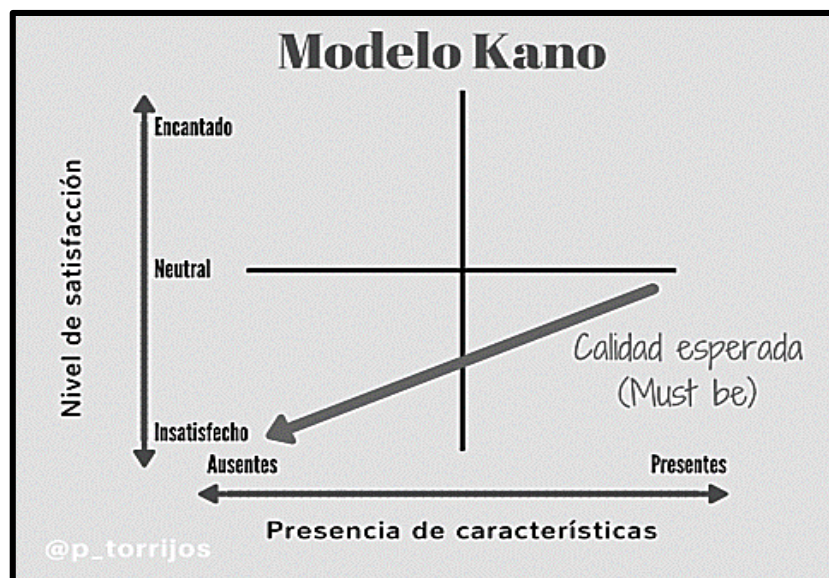 Modelo Kano
Encantado
Neutral
Insatisfecho
Nivel de satisfacción
Calidad esperada
(Must be)
Ausentes
Presentes
Presencia de características
@p_torrijos